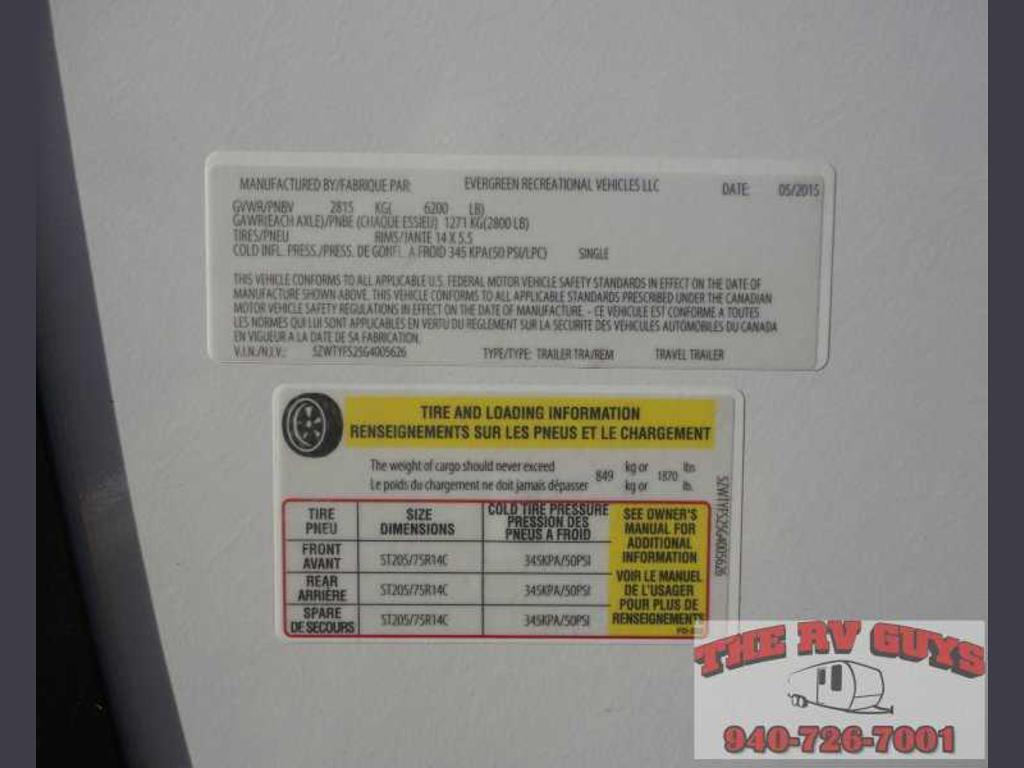 MANUFACTURED BY/FABRIQUE PAR: EVERGREEN RECREATIONAL VEHICLES LLC DATE: 05/2015
GVWR/PNBV 2815 KG( 6200 LB)
GAWR(EACH AXLE)/PNBE (CHAQUE ESSIEU) 1271 KG(2800 LB)
TIRES/PNEU RIMS/JANTE 14 X 5.5
COLD INFL. PRESS./PRESS. DE GONFL. A FROID 345 KPA(50 PSI/LPC) SINGLE
THIS VEHICLE CONFORMS TO ALL APPLICABLE U.S. FEDERAL MOTOR VEHICLE SAFETY STANDARDS IN EFFECT ON THE DATE OF
MANUFACTURE SHOWN ABOVE. THIS VEHICLE CONFORMS TO ALL APPLICABLE STANDARDS PRESCRIBED UNDER THE CANADIAN
MOTOR VEHICLE SAFETY REGULATIONS IN EFFECT ON THE DATE OF MANUFACTURE. - CE VEHICULE EST CONFORME A TOUTES
LES NORMES QUI LUI SONT APPLICABLES EN VERTU DU REGLEMENT SUR LA SECURITE DES VEHICULES AUTOMOBILES DU CANADA
EN VIGUEUR A LA DATE DE SA FABRICATION.
V.I.N./N.I.V.: 5ZWTYFS25G4005626 TYPE/TYPE: TRAILER TRA/REM TRAVEL TRAILER
TIRE AND LOADING INFORMATION
RENSEIGNEMENTS SUR LES PNEUS ET LE CHARGEMENT
The weight of cargo should never exceed 849 kg or 1870 lbs
Le poids du chargement ne doit jamais dépasser kg or lb.
TIRE PNEU
SIZE DIMENSIONS
COLD TIRE PRESSURE
PRESSION DES
PNEUS A FROID
SEE OWNER'S
MANUAL FOR
ADDITIONAL
INFORMATION
VOIR LE MANUEL
DE L'USAGER
POUR PLUS DE
RENSEIGNEMENTS
FRONT AVANT ST205/75R14C 345KPA/50PSI
REAR ARRIÈRE ST205/75R14C 345KPA/50PSI
SPARE DE SECOURS ST205/75R14C 345KPA/50PSI
5ZWTYFS25G4005626
THE RV GUYS
940-726-7001